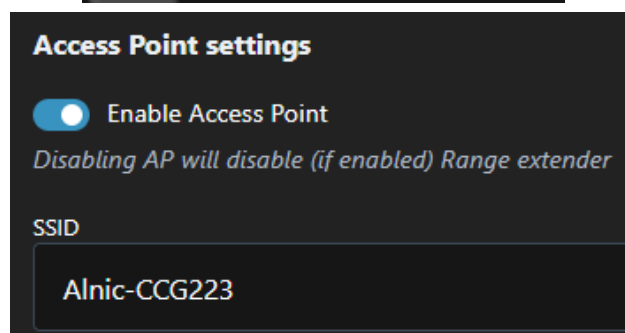 Access Point settings
Enable Access Point
Disabling AP will disable (if enabled) Range extender
SSID
Alnic-CCG223